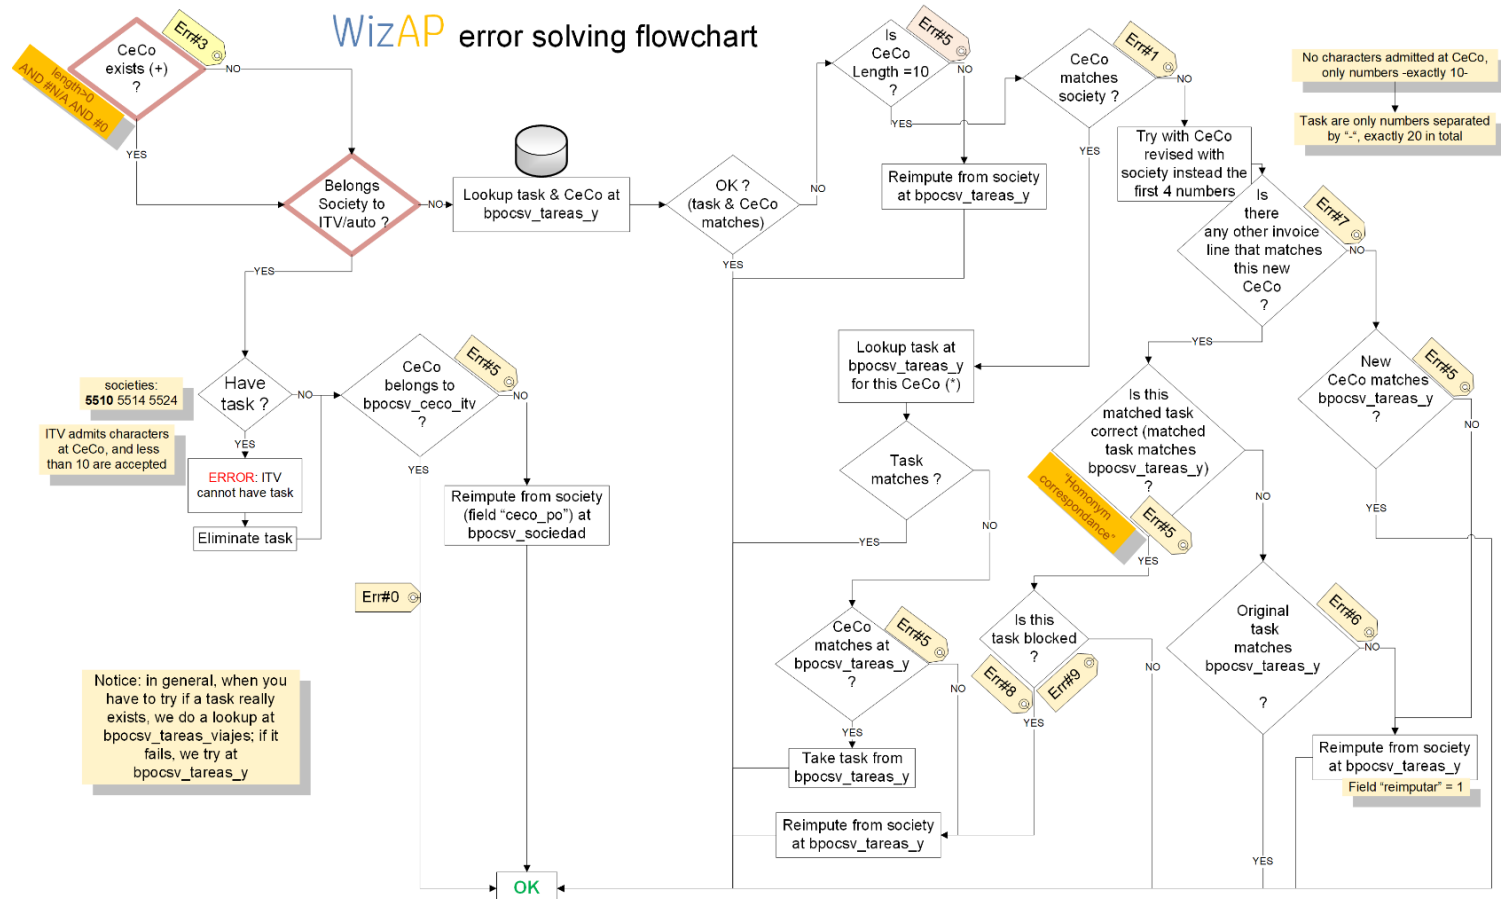 WizAP error solving flowchart
CeCo
exists (+)
?
Err#3
length>0
AND #N/A AND #0
NO
YES
Belongs
Society to
ITV/auto ?
NO
YES
Lookup task & CeCo at
bpocsv_tareas_y
OK ?
(task & CeCo
matches)
NO
YES
Is
CeCo
Length =10
?
Err#5
NO
YES
Reimpute from society
at bpocsv_tareas_y
CeCo
matches
society ?
Err#1
NO
YES
Try with CeCo
revised with
society instead the
first 4 numbers
No characters admitted at CeCo,
only numbers -exactly 10-
Task are only numbers separated
by "-", exactly 20 in total
Is
there
any other invoice
line that matches
this new
CeCo
?
Err#7
NO
YES
Have
task ?
NO
YES
societies:
5510 5514 5524
ITV admits characters
at CeCo, and less
than 10 are accepted
ERROR: ITV
cannot have task
Eliminate task
CeCo
belongs to
bpocsv_ceco_itv
?
Err#5
NO
YES
Reimpute from society
(field "ceco_po") at
bpocsv_sociedad
Err#0
Lookup task at
bpocsv_tareas_y
for this CeCo (*)
Task
matches ?
NO
YES
Is this
matched task
correct (matched
task matches
bpocsv_tareas_y)
?
"Homonym
correspondance"
Err#5
NO
YES
New
CeCo matches
bpocsv_tareas_y
?
Err#5
NO
YES
CeCo
matches at
bpocsv_tareas_y
?
Err#5
NO
YES
Take task from
bpocsv_tareas_y
Is this
task blocked
?
Err#8
Err#9
NO
YES
Original
task
matches
bpocsv_tareas_y
?
Err#6
NO
YES
Reimpute from society
at bpocsv_tareas_y
Field "reimputar" = 1
Reimpute from society
at bpocsv_tareas_y
Notice: in general, when you
have to try if a task really
exists, we do a lookup at
bpocsv_tareas_viajes; if it
fails, we try at
bpocsv_tareas_y
OK